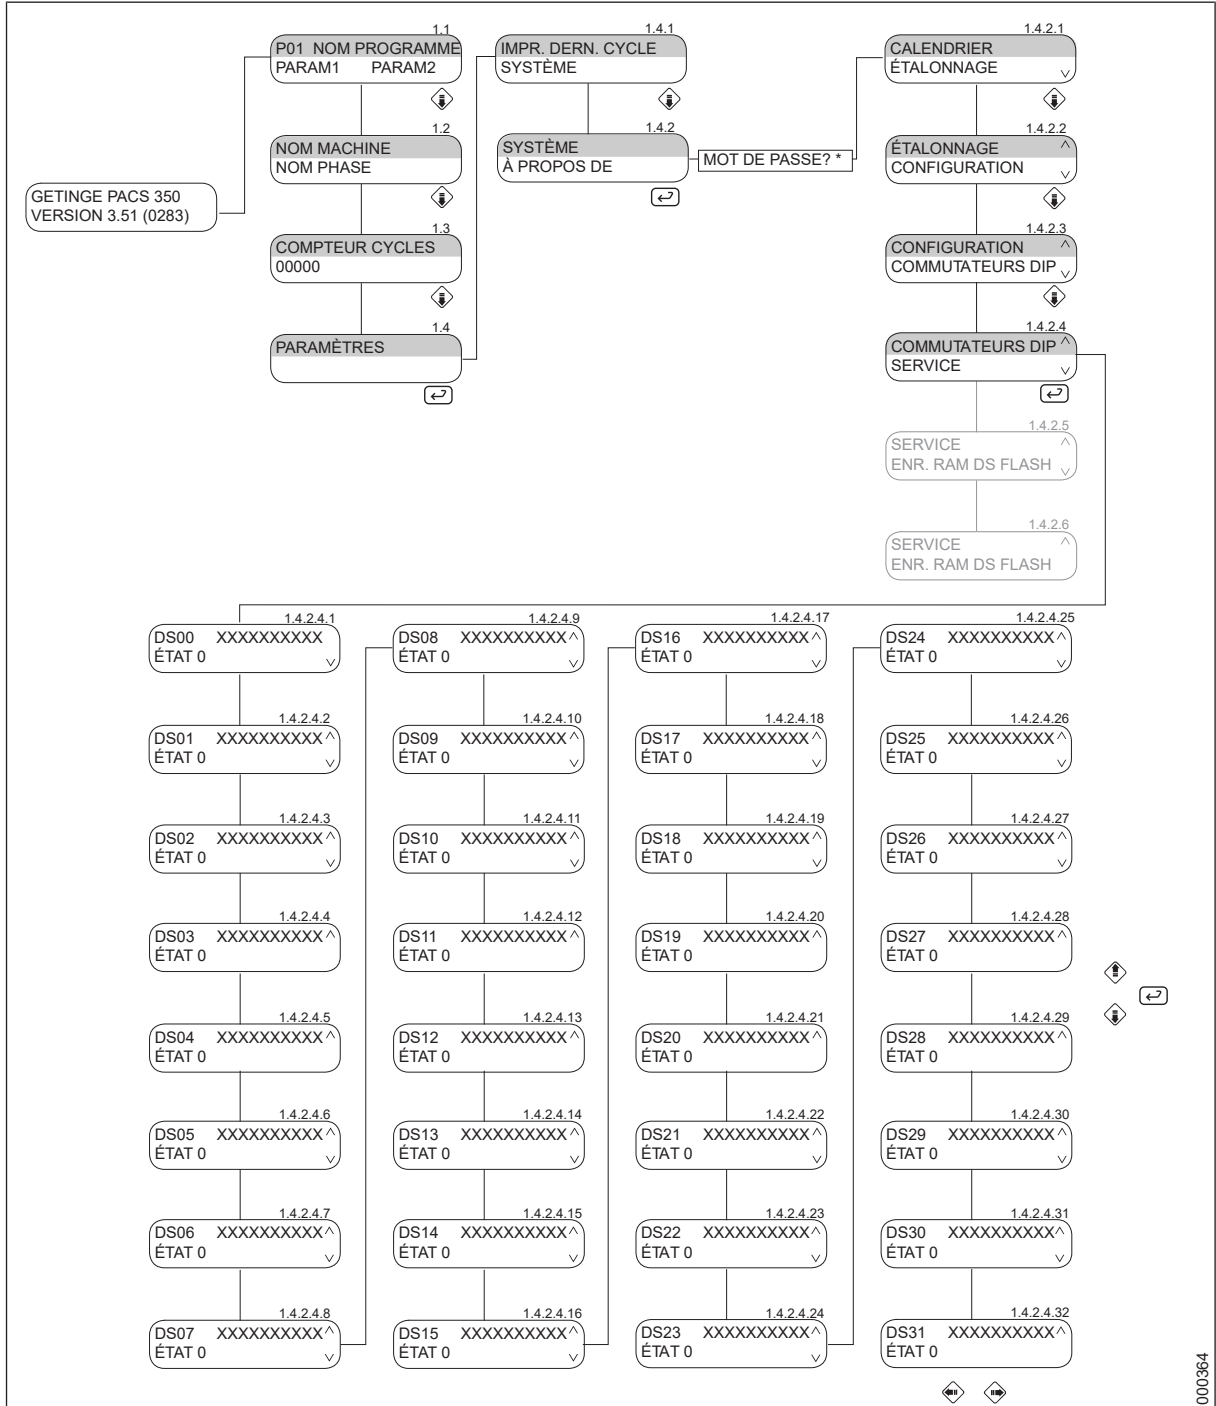 GETINGE PACS 350
VERSION 3.51 (0283)
1.1
P01 NOM PROGRAMME
PARAM1 PARAM2
1.2
NOM MACHINE
NOM PHASE
1.3
COMPTEUR CYCLES
00000
1.4
PARAMÈTRES
1.4.1
IMPR. DERN. CYCLE
SYSTÈME
1.4.2
SYSTÈME
À PROPOS DE
MOT DE PASSE? *
1.4.2.1
CALENDRIER
ÉTALONNAGE
1.4.2.2
ÉTALONNAGE
CONFIGURATION
1.4.2.3
CONFIGURATION
COMMUTATEURS DIP
1.4.2.4
COMMUTATEURS DIP
SERVICE
1.4.2.5
SERVICE
ENR. RAM DS FLASH
1.4.2.6
SERVICE
ENR. RAM DS FLASH
1.4.2.4.1
DS00 XXXXXXXXXX
ÉTAT 0
1.4.2.4.2
DS01 XXXXXXXXXX
ÉTAT 0
1.4.2.4.3
DS02 XXXXXXXXXX
ÉTAT 0
1.4.2.4.4
DS03 XXXXXXXXXX
ÉTAT 0
1.4.2.4.5
DS04 XXXXXXXXXX
ÉTAT 0
1.4.2.4.6
DS05 XXXXXXXXXX
ÉTAT 0
1.4.2.4.7
DS06 XXXXXXXXXX
ÉTAT 0
1.4.2.4.8
DS07 XXXXXXXXXX
ÉTAT 0
1.4.2.4.9
DS08 XXXXXXXXXX
ÉTAT 0
1.4.2.4.10
DS09 XXXXXXXXXX
ÉTAT 0
1.4.2.4.11
DS10 XXXXXXXXXX
ÉTAT 0
1.4.2.4.12
DS11 XXXXXXXXXX
ÉTAT 0
1.4.2.4.13
DS12 XXXXXXXXXX
ÉTAT 0
1.4.2.4.14
DS13 XXXXXXXXXX
ÉTAT 0
1.4.2.4.15
DS14 XXXXXXXXXX
ÉTAT 0
1.4.2.4.16
DS15 XXXXXXXXXX
ÉTAT 0
1.4.2.4.17
DS16 XXXXXXXXXX
ÉTAT 0
1.4.2.4.18
DS17 XXXXXXXXXX
ÉTAT 0
1.4.2.4.19
DS18 XXXXXXXXXX
ÉTAT 0
1.4.2.4.20
DS19 XXXXXXXXXX
ÉTAT 0
1.4.2.4.21
DS20 XXXXXXXXXX
ÉTAT 0
1.4.2.4.22
DS21 XXXXXXXXXX
ÉTAT 0
1.4.2.4.23
DS22 XXXXXXXXXX
ÉTAT 0
1.4.2.4.24
DS23 XXXXXXXXXX
ÉTAT 0
1.4.2.4.25
DS24 XXXXXXXXXX
ÉTAT 0
1.4.2.4.26
DS25 XXXXXXXXXX
ÉTAT 0
1.4.2.4.27
DS26 XXXXXXXXXX
ÉTAT 0
1.4.2.4.28
DS27 XXXXXXXXXX
ÉTAT 0
1.4.2.4.29
DS28 XXXXXXXXXX
ÉTAT 0
1.4.2.4.30
DS29 XXXXXXXXXX
ÉTAT 0
1.4.2.4.31
DS30 XXXXXXXXXX
ÉTAT 0
1.4.2.4.32
DS31 XXXXXXXXXX
ÉTAT 0
000364